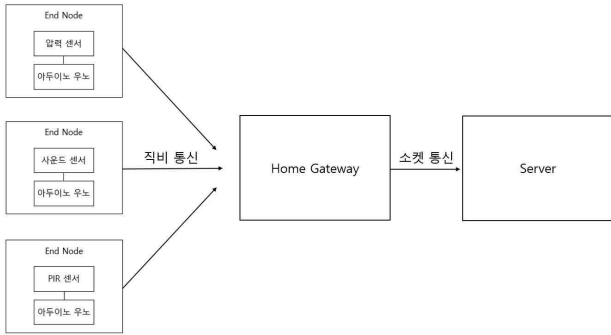 End Node
압력 센서
아두이노 우노
End Node
사운드 센서
아두이노 우노
직비 통신
Home Gateway
소켓 통신
Server
End Node
PIR 센서
아두이노 우노